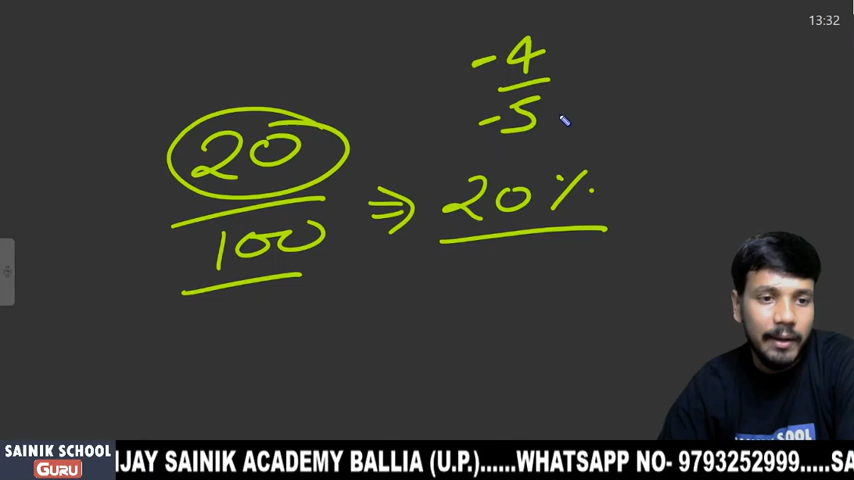 13:32
-4
-5
20
100
⇒ 20%
SAINIK SCHOOL
GURU
IJAY SAINIK ACADEMY BALLIA (U.P.)......WHATSAPP NO- 9793252999.....SA